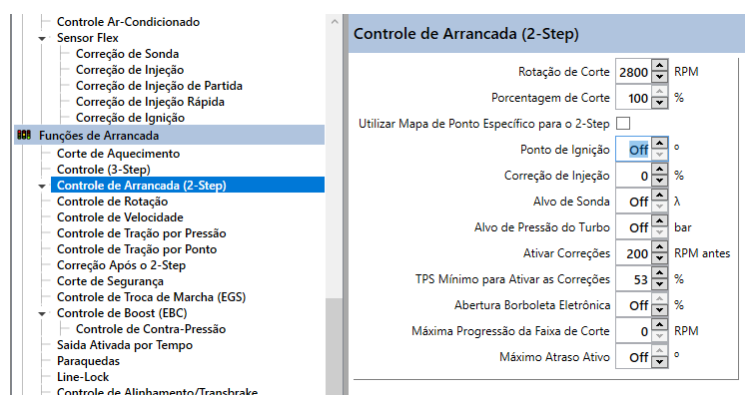 Controle Ar-Condicionado
Sensor Flex
Correção de Sonda
Correção de Injeção
Correção de Injeção de Partida
Correção de Injeção Rápida
Correção de Ignição
Funções de Arrancada
Corte de Aquecimento
Controle (3-Step)
Controle de Arrancada (2-Step)
Controle de Rotação
Controle de Velocidade
Controle de Tração por Pressão
Controle de Tração por Ponto
Correção Após o 2-Step
Corte de Segurança
Controle de Troca de Marcha (EGS)
Controle de Boost (EBC)
Controle de Contra-Pressão
Saida Ativada por Tempo
Paraquedas
Line-Lock
Controle de Alinhamento/Transbrake
Controle de Arrancada (2-Step)
Rotação de Corte 2800 RPM
Porcentagem de Corte 100 %
Utilizar Mapa de Ponto Específico para o 2-Step
Ponto de Ignição Off °
Correção de Injeção 0 %
Alvo de Sonda Off λ
Alvo de Pressão do Turbo Off bar
Ativar Correções 200 RPM antes
TPS Mínimo para Ativar as Correções 53 %
Abertura Borboleta Eletrônica Off %
Máxima Progressão da Faixa de Corte 0 RPM
Máximo Atraso Ativo Off °